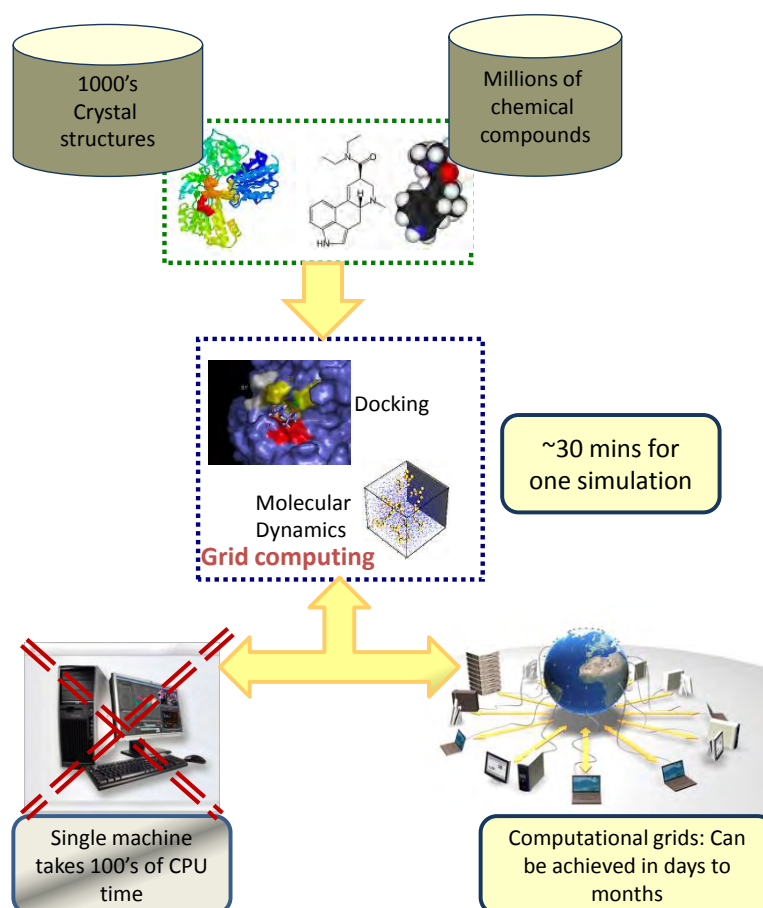 1000's
Crystal
structures
Millions of
chemical
compounds
N
O
H
N
HN
Docking
~30 mins for
one simulation
Molecular
Dynamics
Grid computing
Single machine
takes 100's of CPU
time
Computational grids: Can
be achieved in days to
months